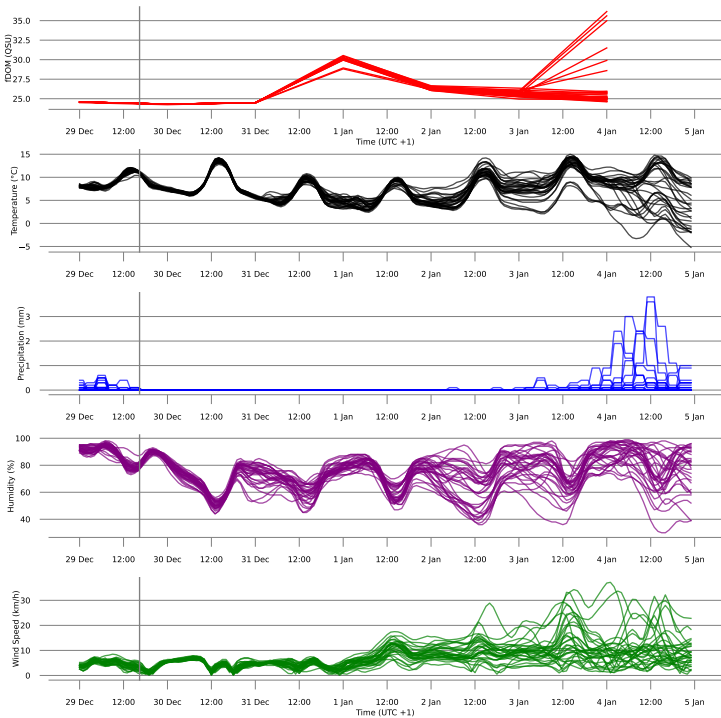 fDOM (QSU)
35.0
32.5
30.0
27.5
25.0
29 Dec 12:00 30 Dec 12:00 31 Dec 12:00 1 Jan 12:00 2 Jan 12:00 3 Jan 12:00 4 Jan 12:00 5 Jan
Time (UTC +1)
Temperature (°C)
15
10
5
0
−5
29 Dec 12:00 30 Dec 12:00 31 Dec 12:00 1 Jan 12:00 2 Jan 12:00 3 Jan 12:00 4 Jan 12:00 5 Jan
Precipitation (mm)
3
2
1
0
29 Dec 12:00 30 Dec 12:00 31 Dec 12:00 1 Jan 12:00 2 Jan 12:00 3 Jan 12:00 4 Jan 12:00 5 Jan
Humidity (%)
100
80
60
40
29 Dec 12:00 30 Dec 12:00 31 Dec 12:00 1 Jan 12:00 2 Jan 12:00 3 Jan 12:00 4 Jan 12:00 5 Jan
Wind Speed (km/h)
30
20
10
0
29 Dec 12:00 30 Dec 12:00 31 Dec 12:00 1 Jan 12:00 2 Jan 12:00 3 Jan 12:00 4 Jan 12:00 5 Jan
Time (UTC +1)